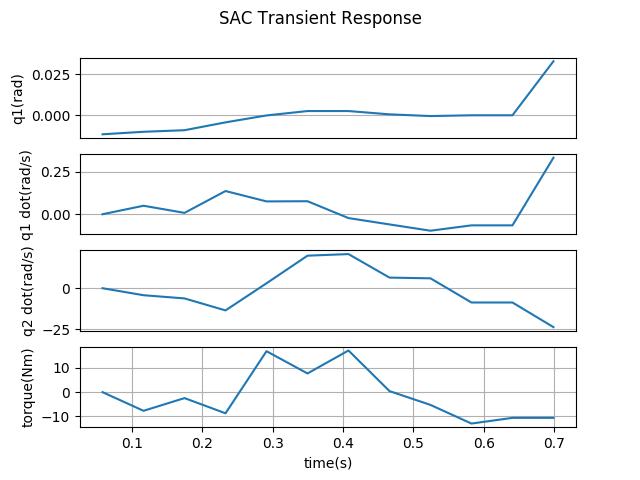 SAC Transient Response
q1(rad)
0.025
0.000
q1 dot(rad/s)
0.25
0.00
q2 dot(rad/s)
0
−25
torque(Nm)
10
0
−10
0.1 0.2 0.3 0.4 0.5 0.6 0.7
time(s)